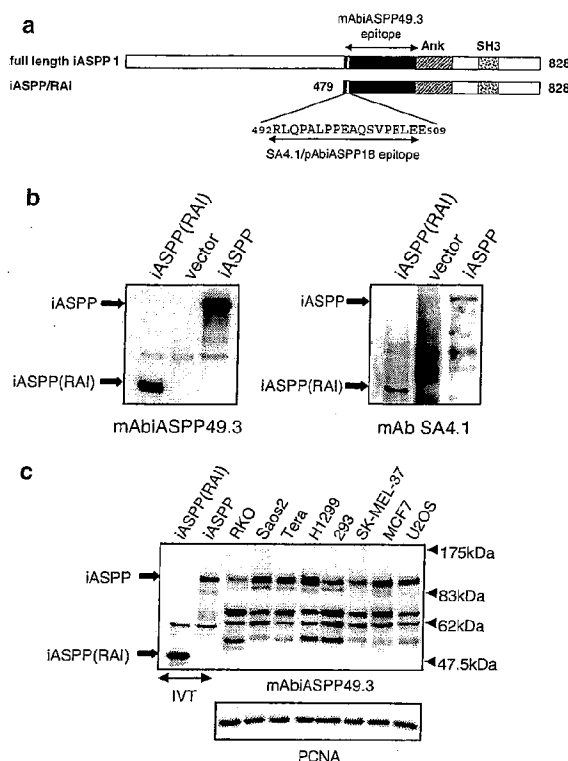 a
mAbiASPP49.3
epitope
Ank
SH3
full length iASPP 1
828
iASPP/RAI
479
828
492RLQPALPPEAQSVPELEE509
SA4.1/pAbiASPP18 epitope
b
iASPP(RAI)
vector
iASPP
iASPP(RAI)
vector
iASPP
iASPP
iASPP
iASPP(RAI)
iASPP(RAI)
mAbiASPP49.3
mAb SA4.1
c
iASPP(RAI)
iASPP
RKO
Saos2
Tera
H1299
293
SK-MEL-37
MCF7
U2OS
175kDa
iASPP
83kDa
62kDa
iASPP(RAI)
47.5kDa
IVT
mAbiASPP49.3
PCNA